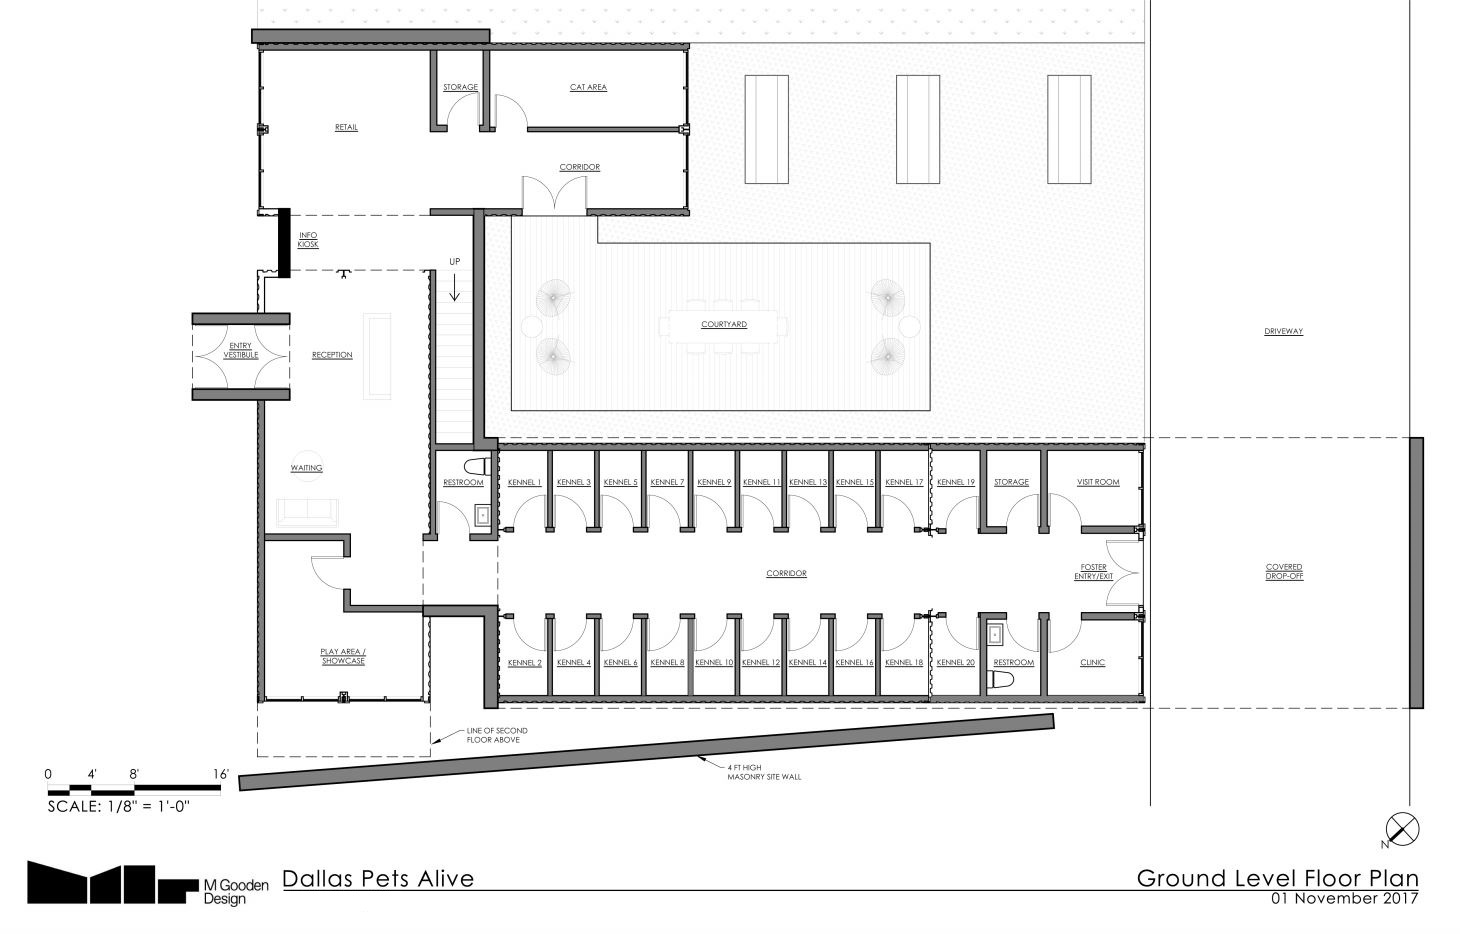 STORAGE
CAT AREA
RETAIL
CORRIDOR
INFO
KIOSK
UP
ENTRY
VESTIBULE
RECEPTION
COURTYARD
DRIVEWAY
WAITING
RESTROOM
KENNEL 1
KENNEL 3
KENNEL 5
KENNEL 7
KENNEL 9
KENNEL 11
KENNEL 13
KENNEL 15
KENNEL 17
KENNEL 19
STORAGE
VISIT ROOM
CORRIDOR
FOSTER
ENTRY/EXIT
COVERED
DROP-OFF
PLAY AREA /
SHOWCASE
KENNEL 2
KENNEL 4
KENNEL 6
KENNEL 8
KENNEL 10
KENNEL 12
KENNEL 14
KENNEL 16
KENNEL 18
KENNEL 20
RESTROOM
CLINIC
LINE OF SECOND
FLOOR ABOVE
4 FT HIGH
MASONRY SITE WALL
0 4' 8' 16'
SCALE: 1/8" = 1'-0"
N
M Gooden
Design
Dallas Pets Alive
Ground Level Floor Plan
01 November 2017